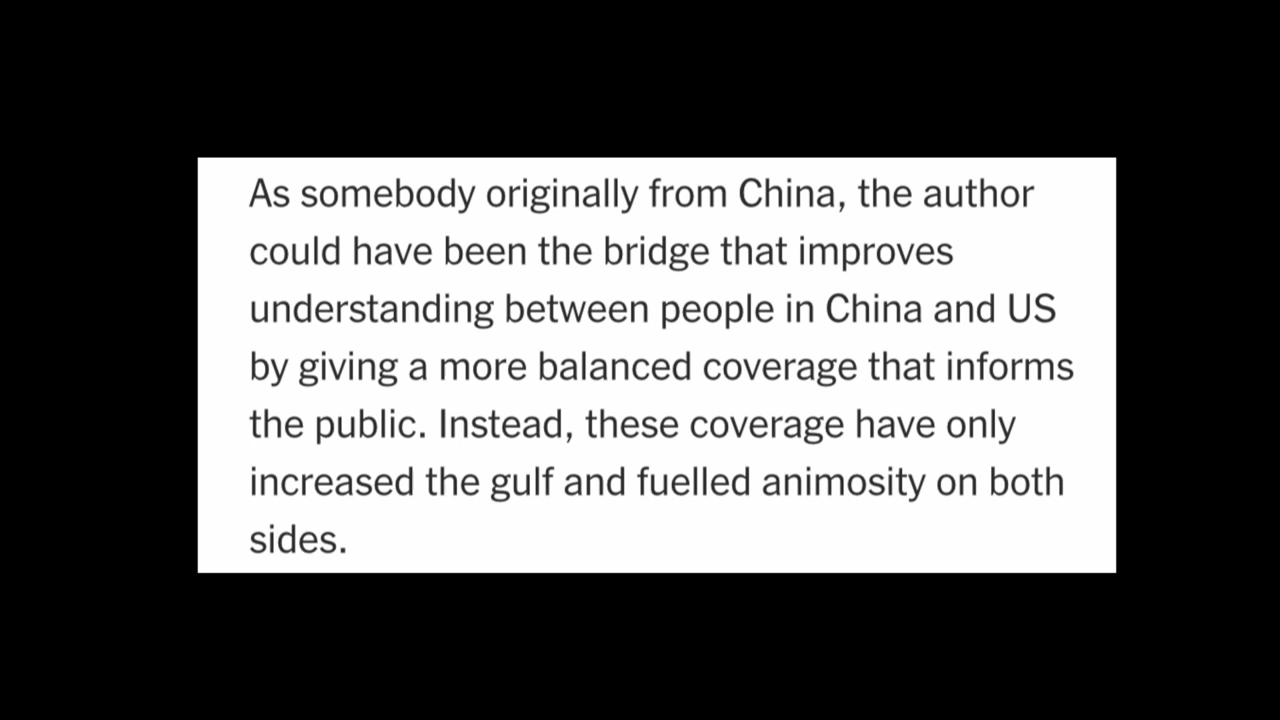 As somebody originally from China, the author
could have been the bridge that improves
understanding between people in China and US
by giving a more balanced coverage that informs
the public. Instead, these coverage have only
increased the gulf and fuelled animosity on both
sides.